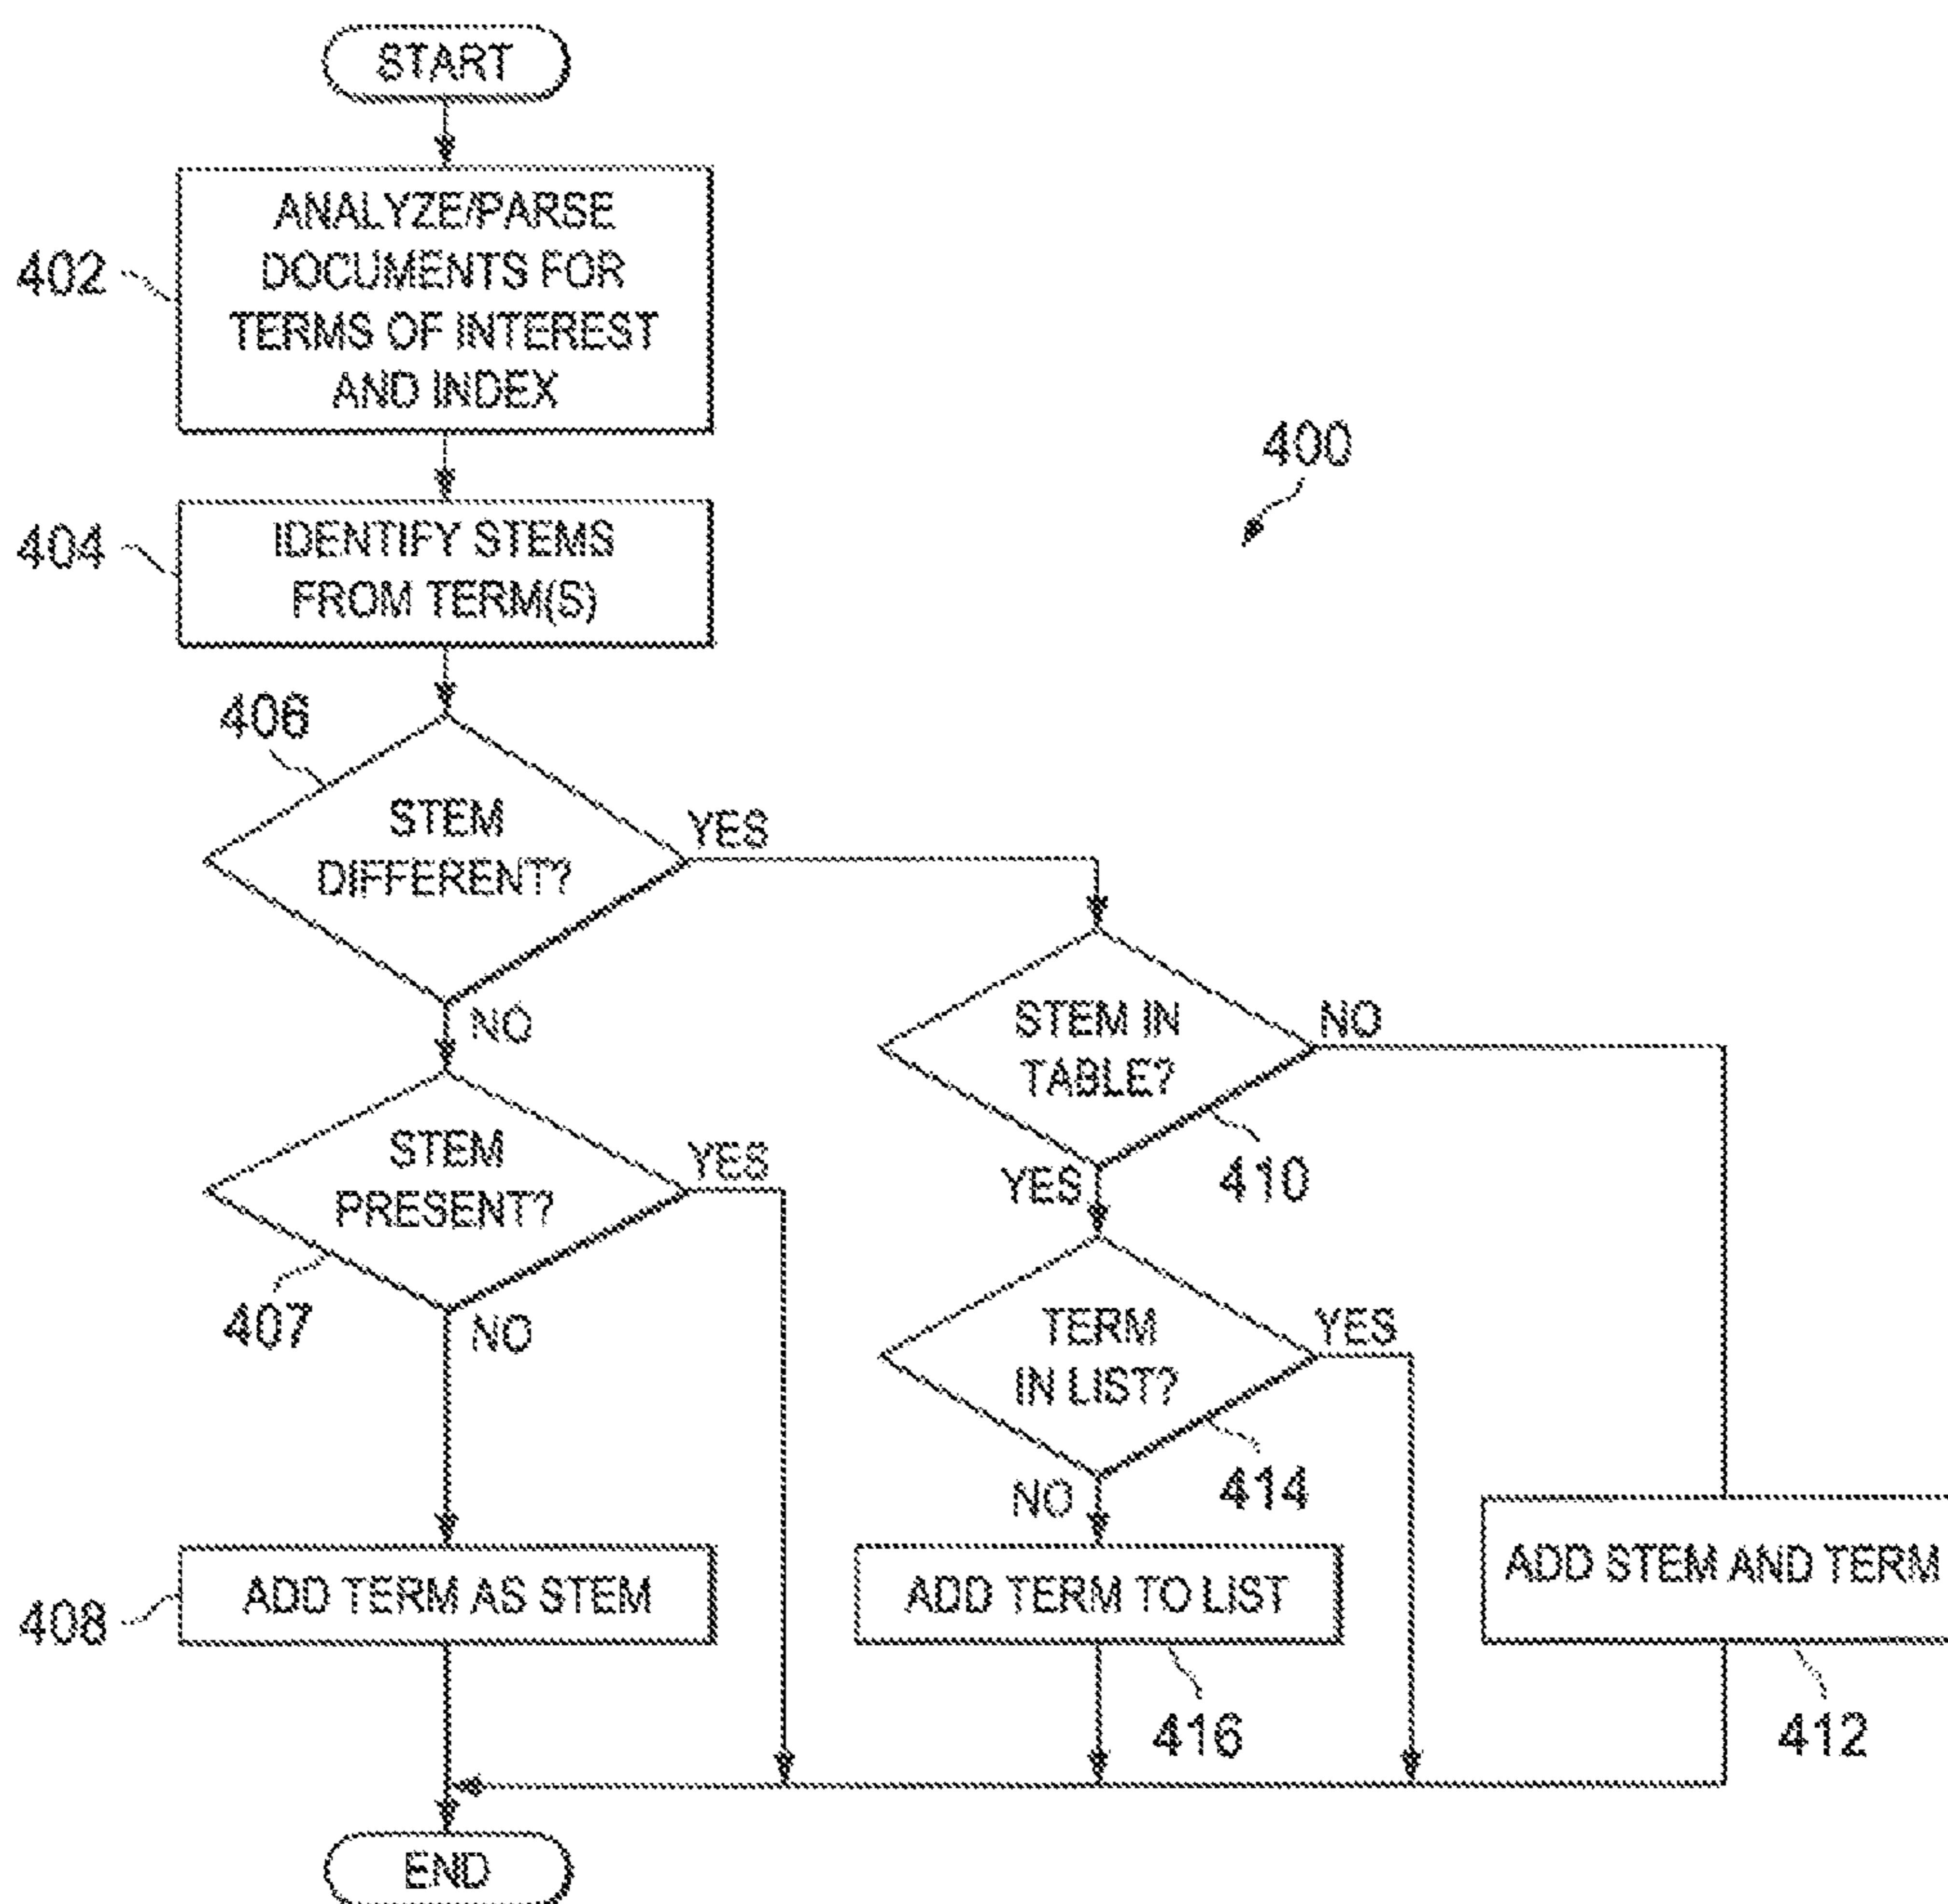 START
402
ANALYZE/PARSE
DOCUMENTS FOR
TERMS OF INTEREST
AND INDEX
400
404
IDENTIFY STEMS
FROM TERM(S)
406
STEM
DIFFERENT?
YES
NO
STEM IN
TABLE?
NO
410
YES
STEM
PRESENT?
YES
407
NO
TERM
IN LIST?
YES
414
NO
408
ADD TERM AS STEM
ADD TERM TO LIST
416
ADD STEM AND TERM
412
END